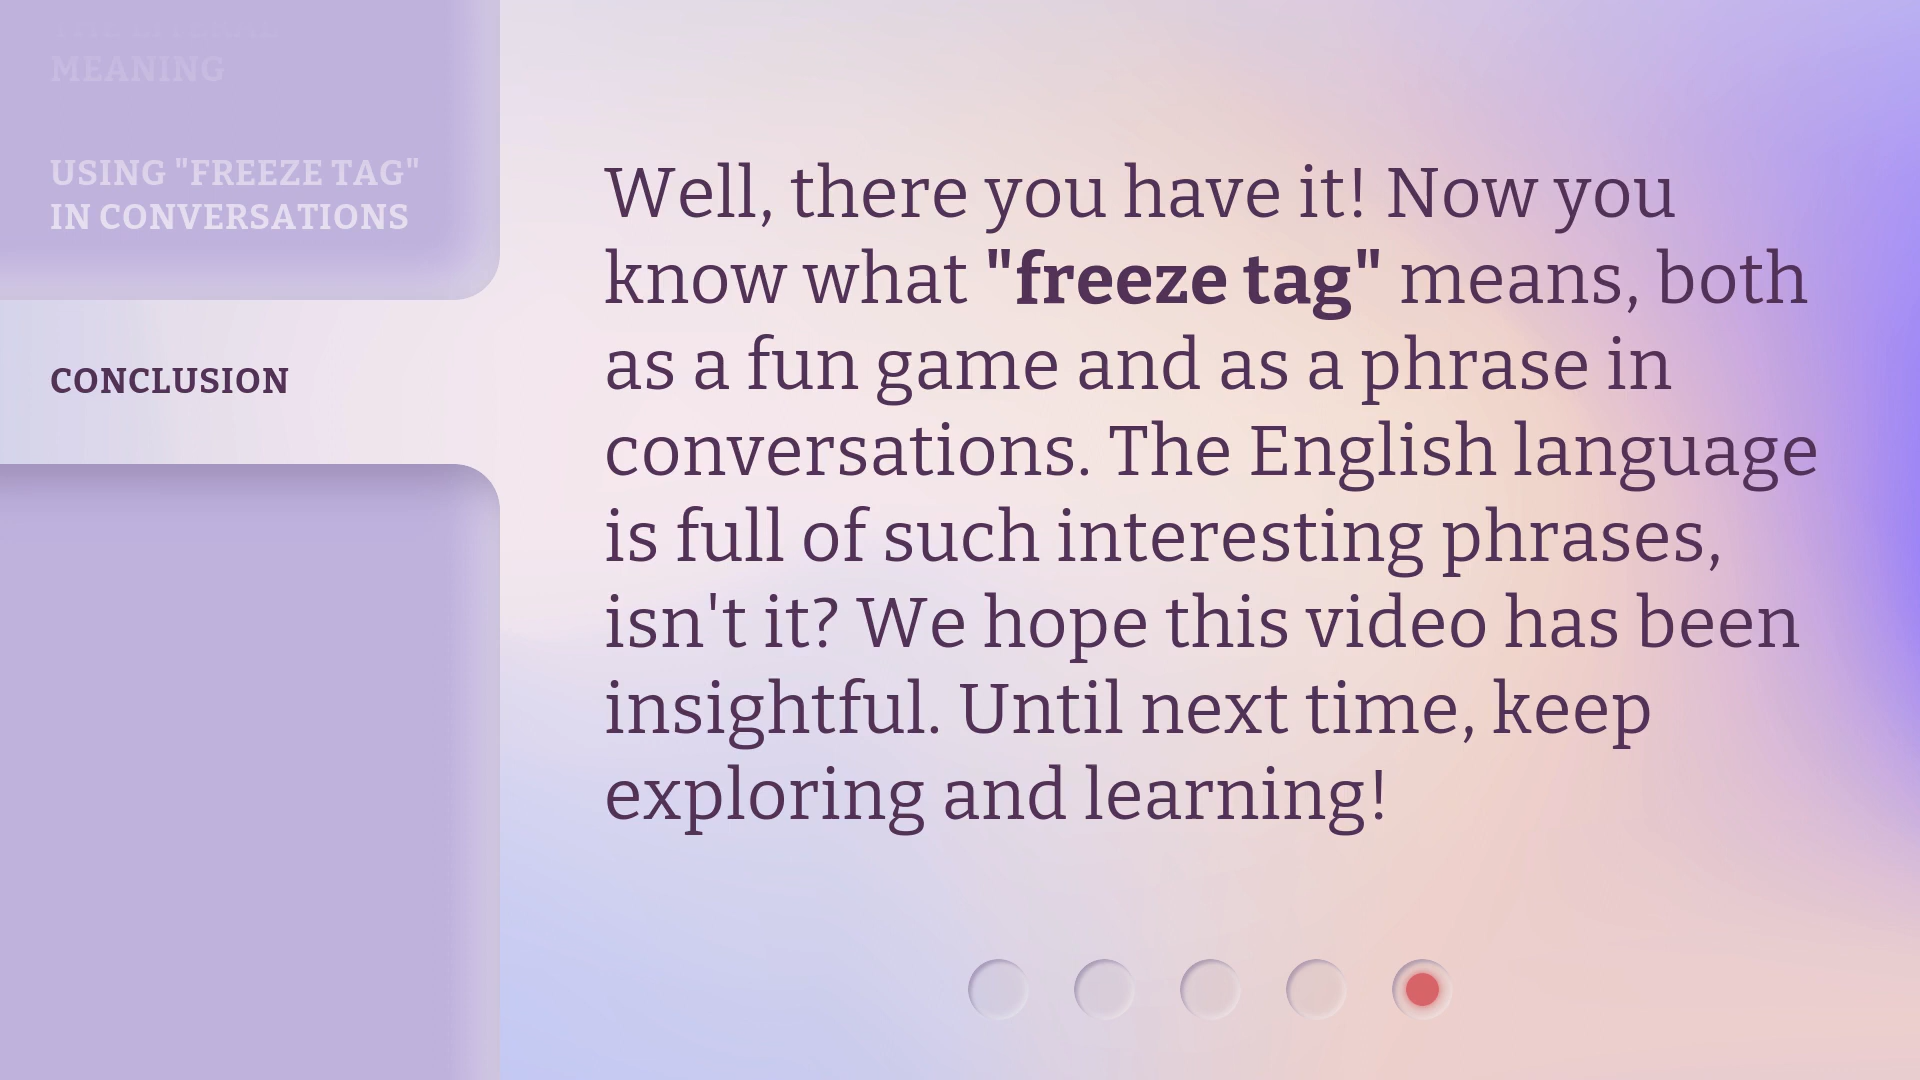 MEANING
USING "FREEZE TAG"
IN CONVERSATIONS
CONCLUSION
Well, there you have it! Now you
know what "freeze tag" means, both
as a fun game and as a phrase in
conversations. The English language
is full of such interesting phrases,
isn't it? We hope this video has been
insightful. Until next time, keep
exploring and learning!